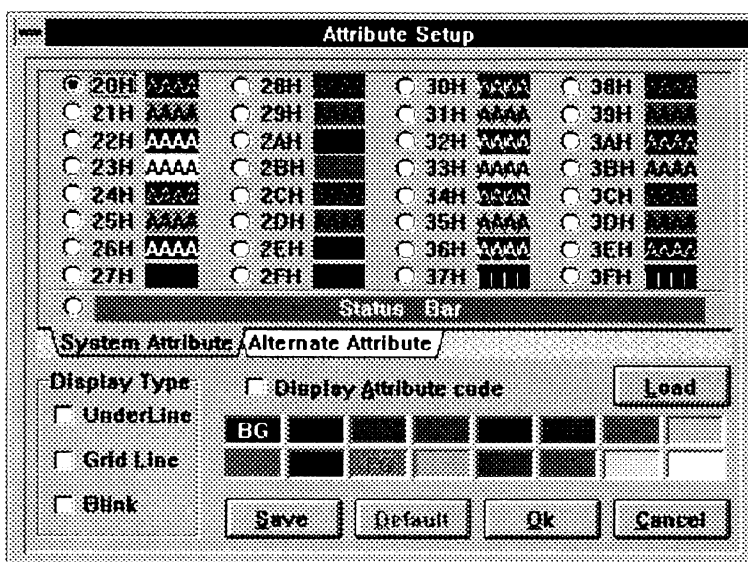 Attribute Setup
20H AAAA 28H 30H AAAA 38H
21H AAAA 29H 31H AAAA 39H
22H AAAA 2AH 32H AAAA 3AH AAAA
23H AAAA 2BH 33H AAAA 3BH AAAA
24H AAAA 2CH 34H AAAA 3CH
25H AAAA 2DH 35H AAAA 3DH
26H AAAA 2EH 36H AAAA 3EH AAAA
27H 2FH 37H 3FH
Status Bar
System Attribute Alternate Attribute
Display Type Display Attribute code Load
UnderLine
BG
Grid Line
Blink
Save Default Ok Cancel